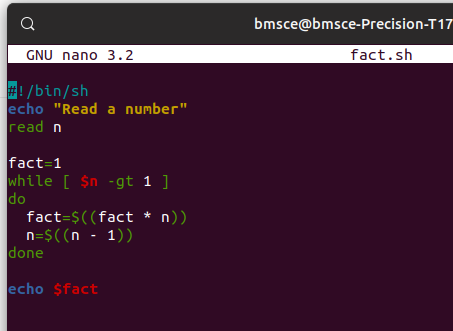 bmsce@bmsce-Precision-T17
GNU nano 3.2 fact.sh
#!/bin/sh
echo "Read a number"
read n
fact=1
while [ $n -gt 1 ]
do
fact=$((fact * n))
n=$((n - 1))
done
echo $fact